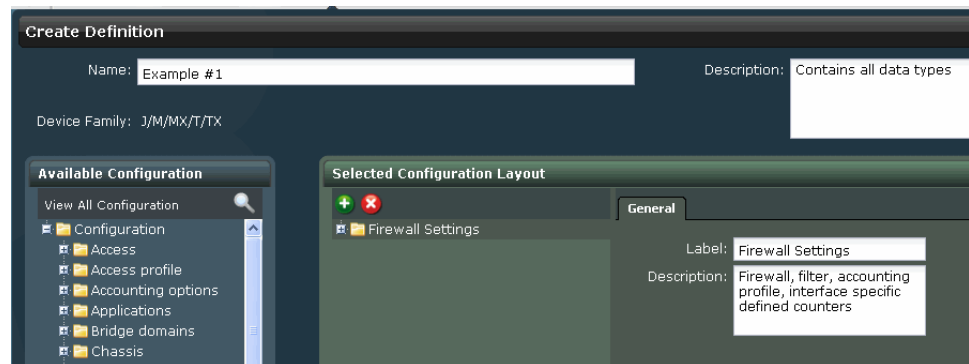 Create Definition
Name: Example #1
Description: Contains all data types
Device Family: J/M/MX/T/TX
Available Configuration
View All Configuration
Configuration
Access
Access profile
Accounting options
Applications
Bridge domains
Chassis
Selected Configuration Layout
Firewall Settings
General
Label: Firewall Settings
Description: Firewall, filter, accounting
profile, interface specific
defined counters